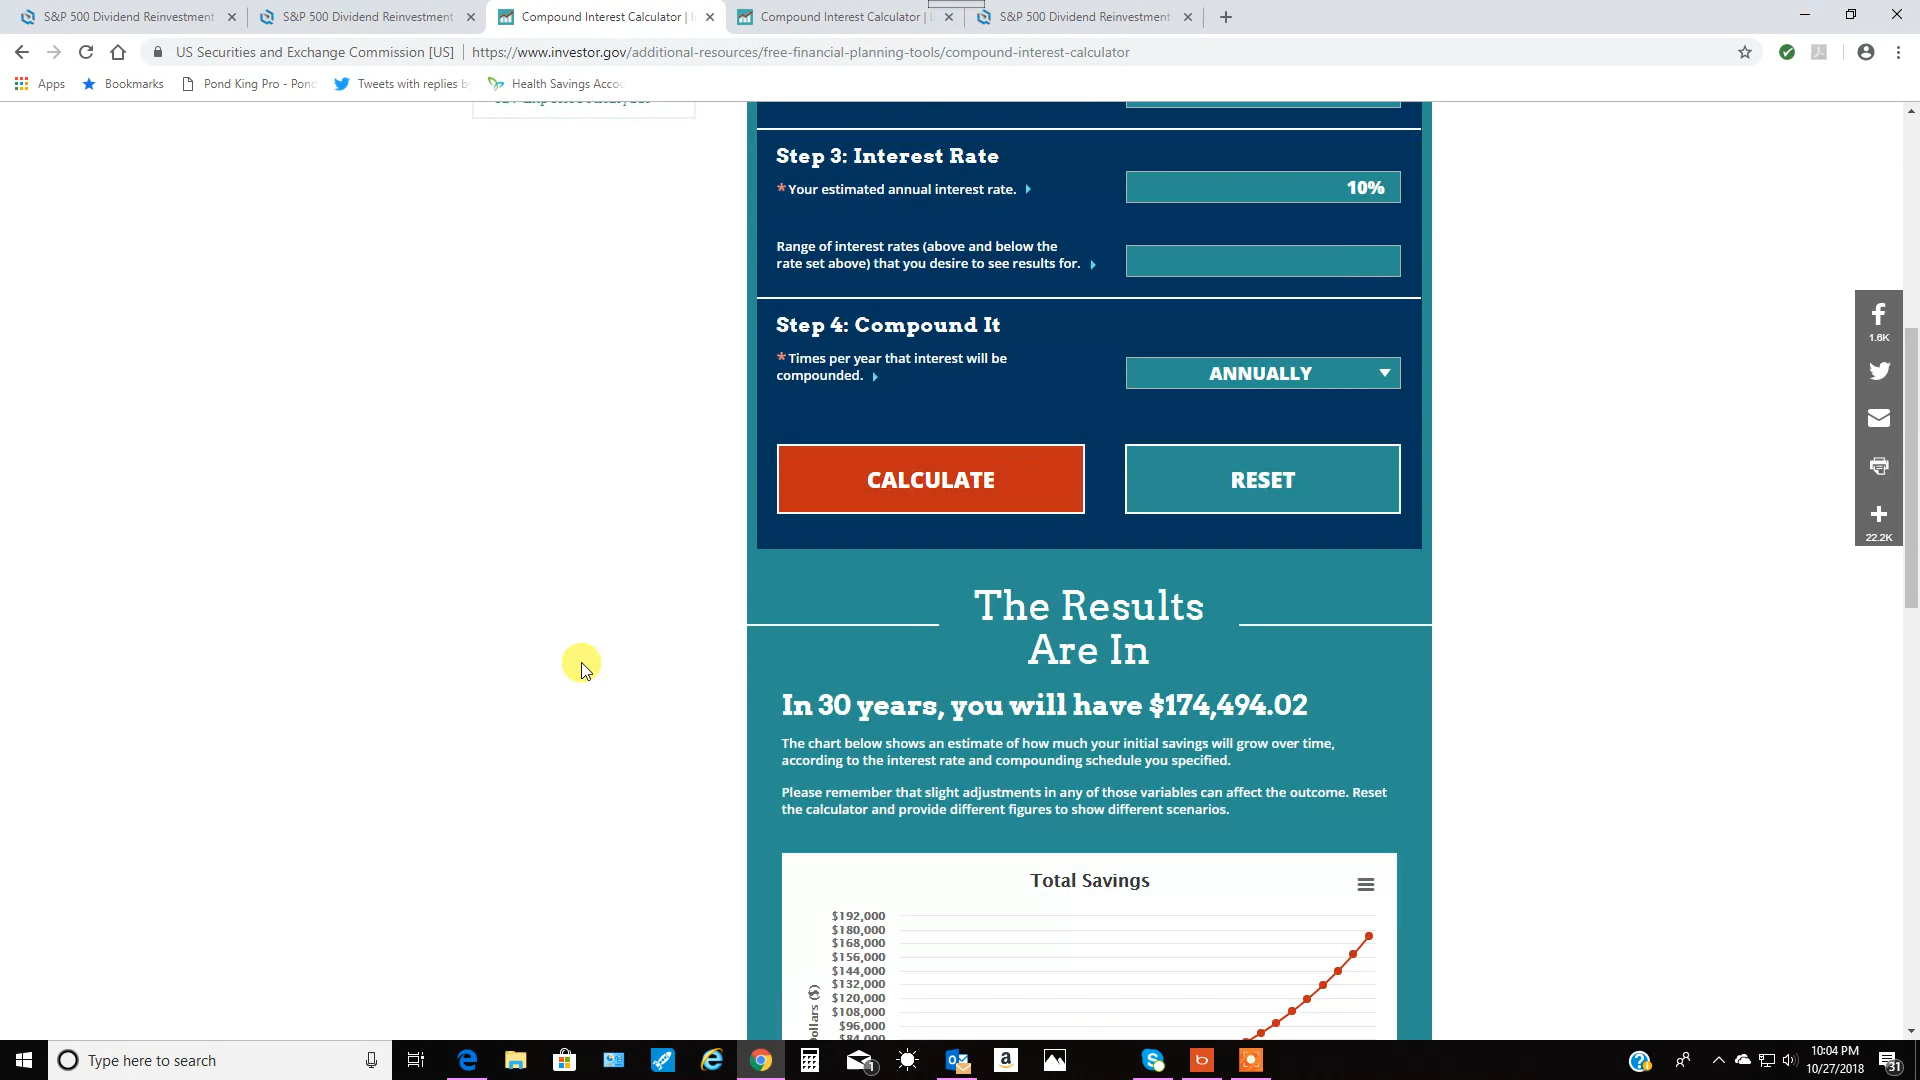 S&P 500 Dividend Reinvestment
S&P 500 Dividend Reinvestment
Compound Interest Calculator |
Compound Interest Calculator |
S&P 500 Dividend Reinvestment
US Securities and Exchange Commission [US] | https://www.investor.gov/additional-resources/free-financial-planning-tools/compound-interest-calculator
Apps
Bookmarks
Pond King Pro - Pond
Tweets with replies b
Health Savings Accou
Step 3: Interest Rate
*Your estimated annual interest rate.
10%
Range of interest rates (above and below the
rate set above) that you desire to see results for.
Step 4: Compound It
*Times per year that interest will be
compounded.
ANNUALLY
CALCULATE
RESET
1.6K
22.2K
The Results
Are In
In 30 years, you will have $174,494.02
The chart below shows an estimate of how much your initial savings will grow over time,
according to the interest rate and compounding schedule you specified.
Please remember that slight adjustments in any of those variables can affect the outcome. Reset
the calculator and provide different figures to show different scenarios.
Total Savings
$192,000
$180,000
$168,000
$156,000
$144,000
$132,000
$120,000
$108,000
$96,000
$84,000
ollars ($)
Type here to search
10:04 PM
10/27/2018
1
31